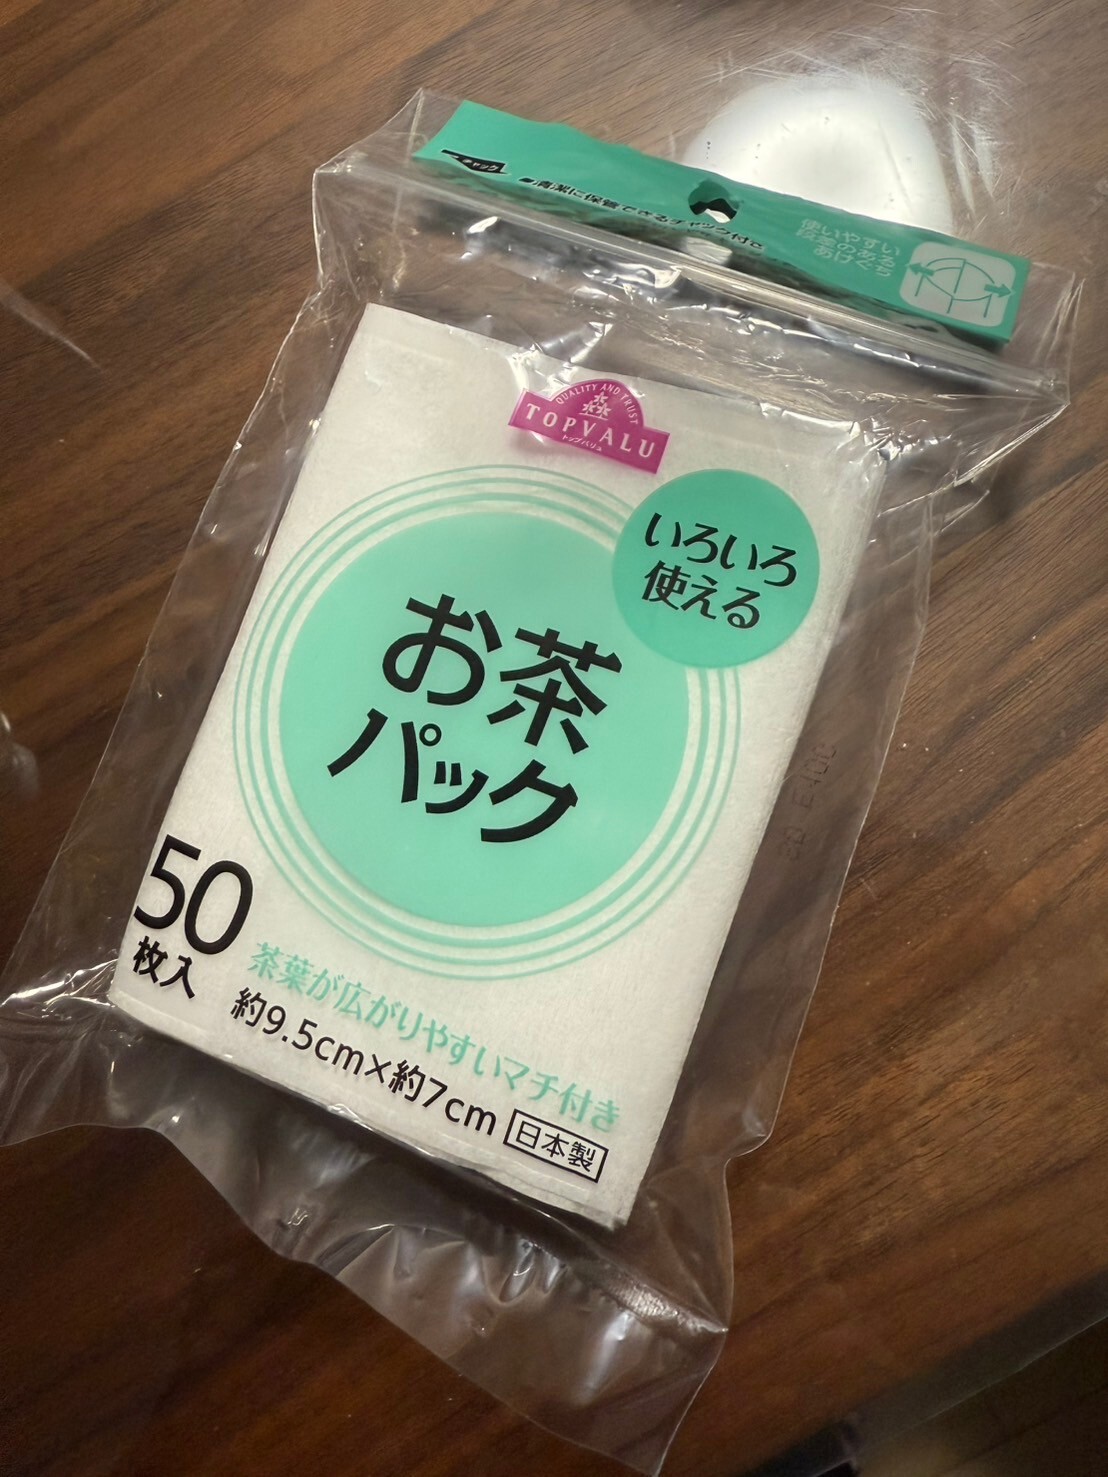 チャック
●清潔に保管できるチャック付き
使いやすい
段差のある
あけぐち
QUALITY AND TRUST
TOPVALU
トップバリュ
いろいろ
使える
お茶
パック
50
枚入
茶葉が広がりやすいマチ付き
約9.5cm×約7cm
日本製